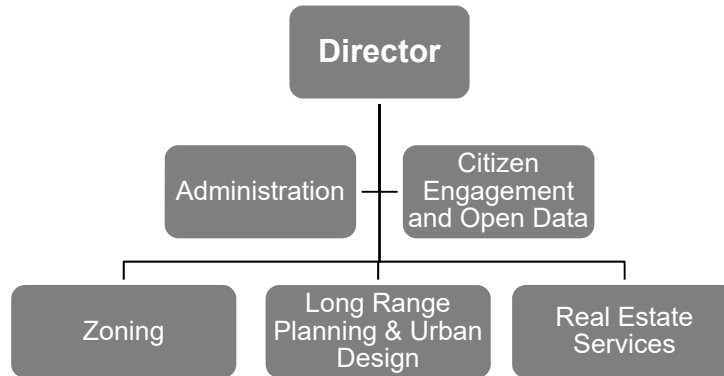 Director
Administration
Citizen
Engagement
and Open Data
Zoning
Long Range
Planning & Urban
Design
Real Estate
Services